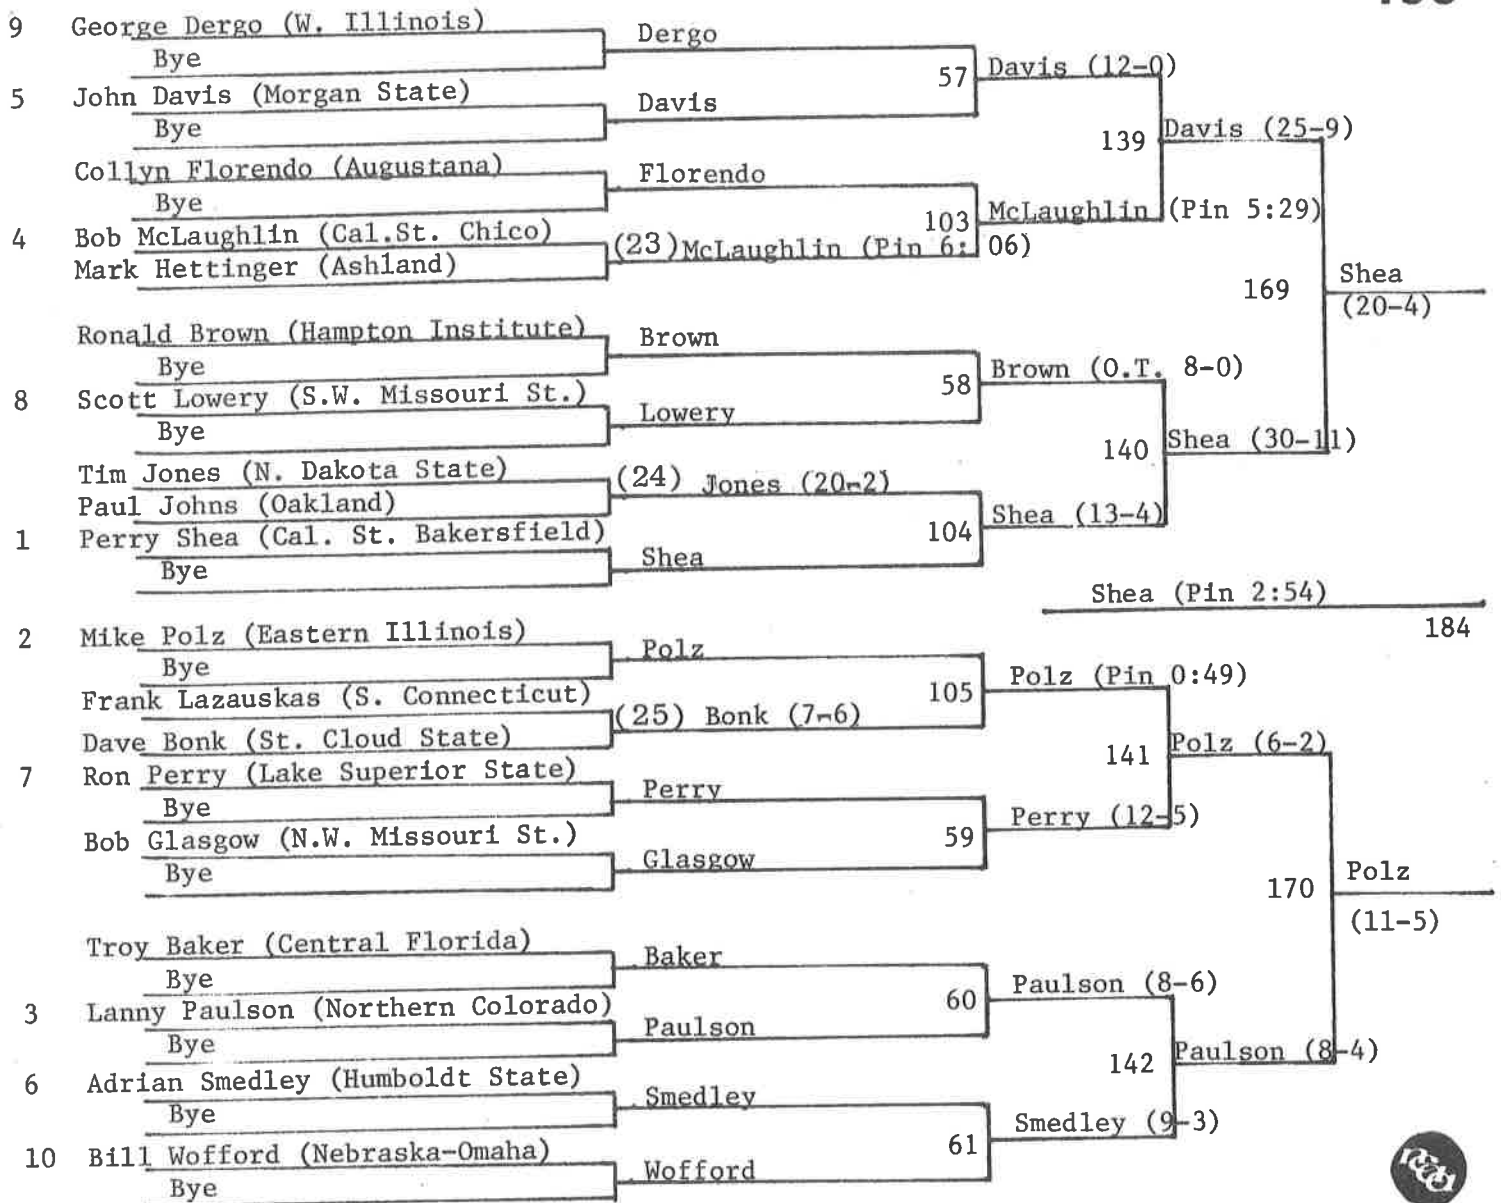 9 George Dergo (W. Illinois)
Bye
Dergo
57
Davis (12-0)
5 John Davis (Morgan State)
Bye
Davis
139
Davis (25-9)
Collyn Florendo (Augustana)
Bye
Florendo
103
McLaughlin (Pin 5:29)
4 Bob McLaughlin (Cal.St. Chico)
Mark Hettinger (Ashland)
(23) McLaughlin (Pin 6:06)
169
Shea
(20-4)
Ronald Brown (Hampton Institute)
Bye
Brown
58
Brown (O.T. 8-0)
8 Scott Lowery (S.W. Missouri St.)
Bye
Lowery
140
Shea (30-11)
Tim Jones (N. Dakota State)
Paul Johns (Oakland)
(24) Jones (20-2)
104
Shea (13-4)
1 Perry Shea (Cal. St. Bakersfield)
Bye
Shea
Shea (Pin 2:54)
184
2 Mike Polz (Eastern Illinois)
Bye
Polz
105
Polz (Pin 0:49)
Frank Lazauskas (S. Connecticut)
Dave Bonk (St. Cloud State)
(25) Bonk (7-6)
141
Polz (6-2)
7 Ron Perry (Lake Superior State)
Bye
Perry
59
Perry (12-5)
Bob Glasgow (N.W. Missouri St.)
Bye
Glasgow
170
Polz
(11-5)
Troy Baker (Central Florida)
Bye
Baker
60
Paulson (8-6)
3 Lanny Paulson (Northern Colorado)
Bye
Paulson
142
Paulson (8-4)
6 Adrian Smedley (Humboldt State)
Bye
Smedley
61
Smedley (9-3)
10 Bill Wofford (Nebraska-Omaha)
Bye
Wofford